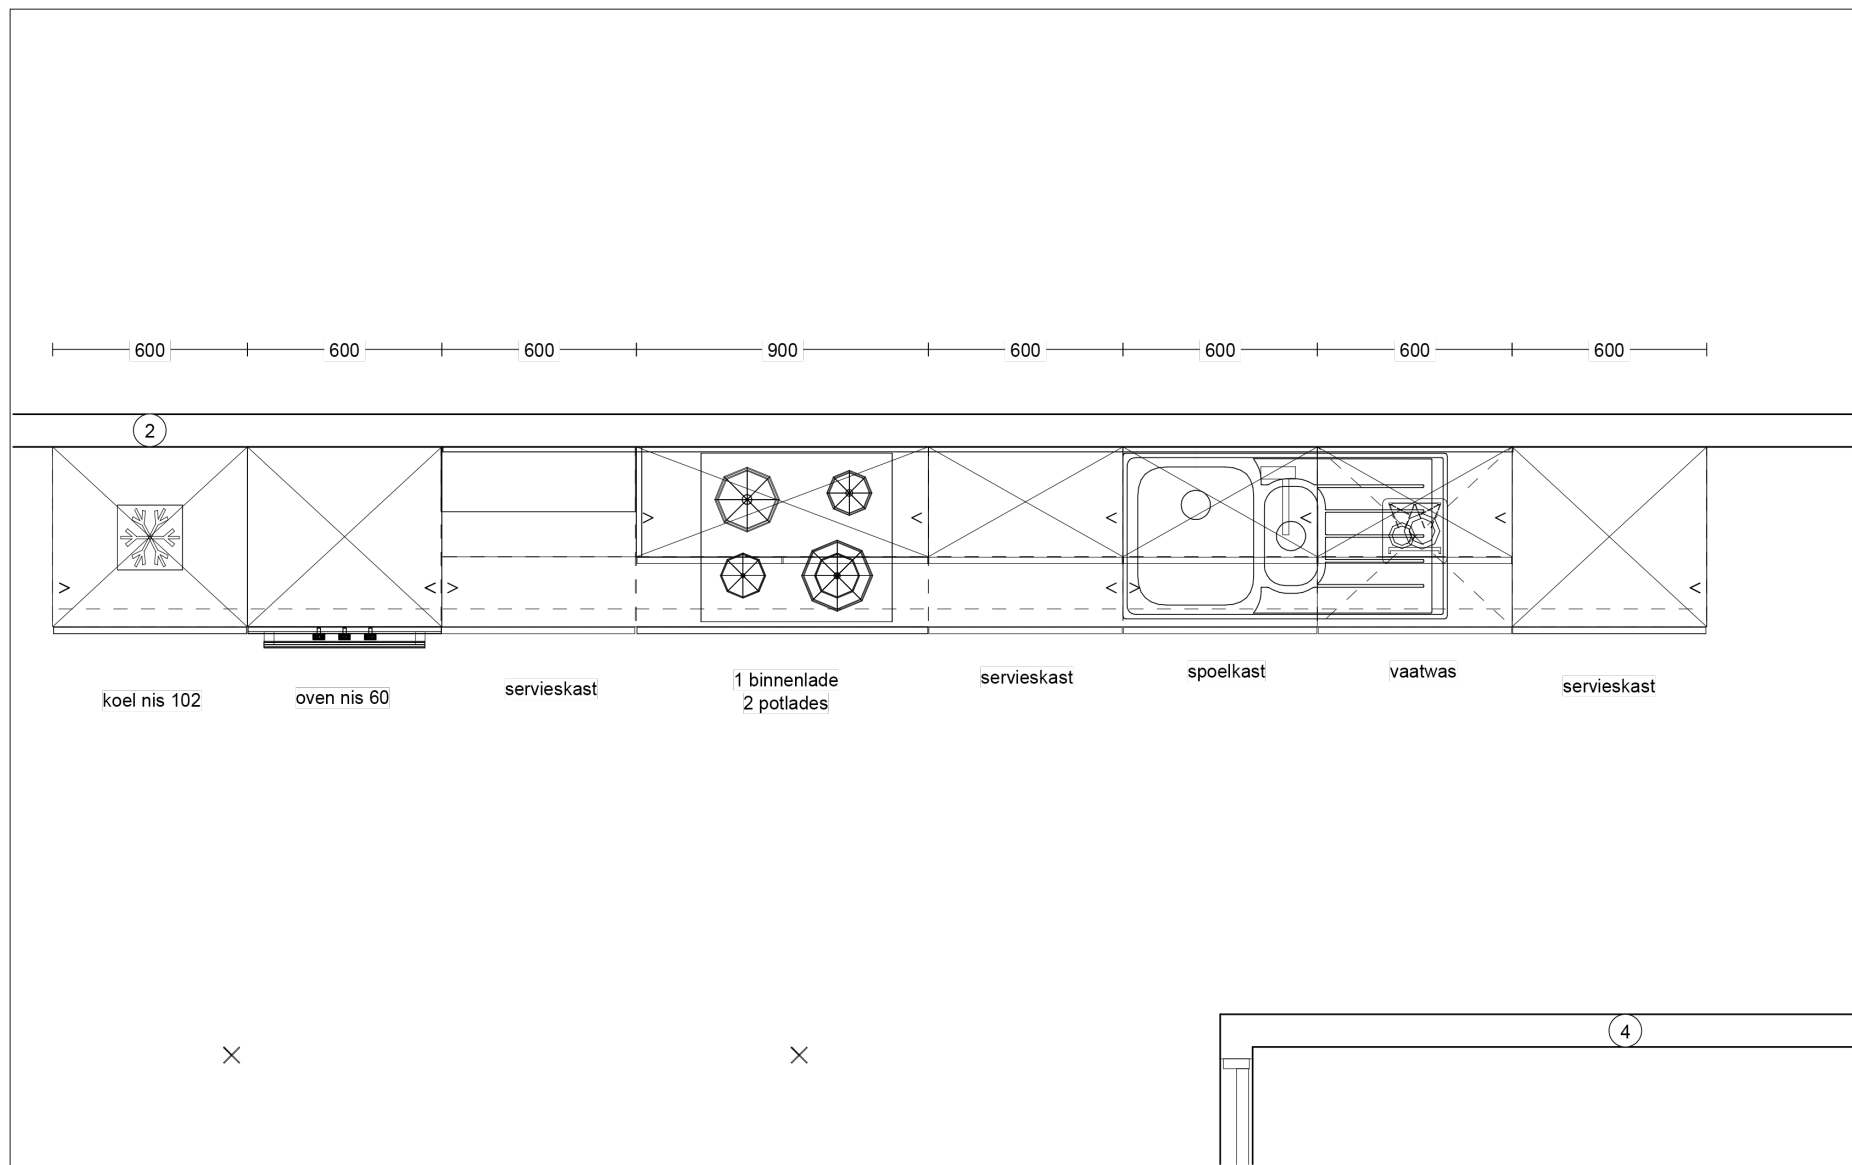 600 600 600 900 600 600 600 600
2
koel nis 102
oven nis 60
servieskast
1 binnenlade
2 potlades
servieskast
spoelkast
vaatwas
servieskast
4